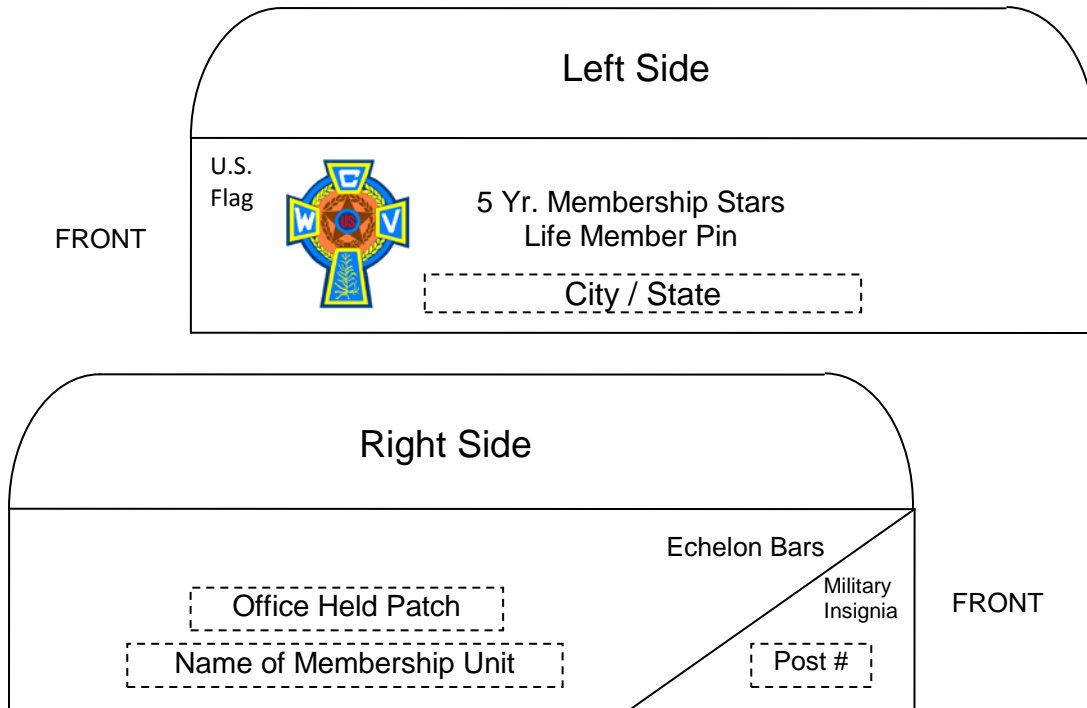 Left Side
U.S.
Flag
FRONT
C
W
V
US
5 Yr. Membership Stars
Life Member Pin
City / State
Right Side
Echelon Bars
Military
Insignia
FRONT
Office Held Patch
Name of Membership Unit
Post #